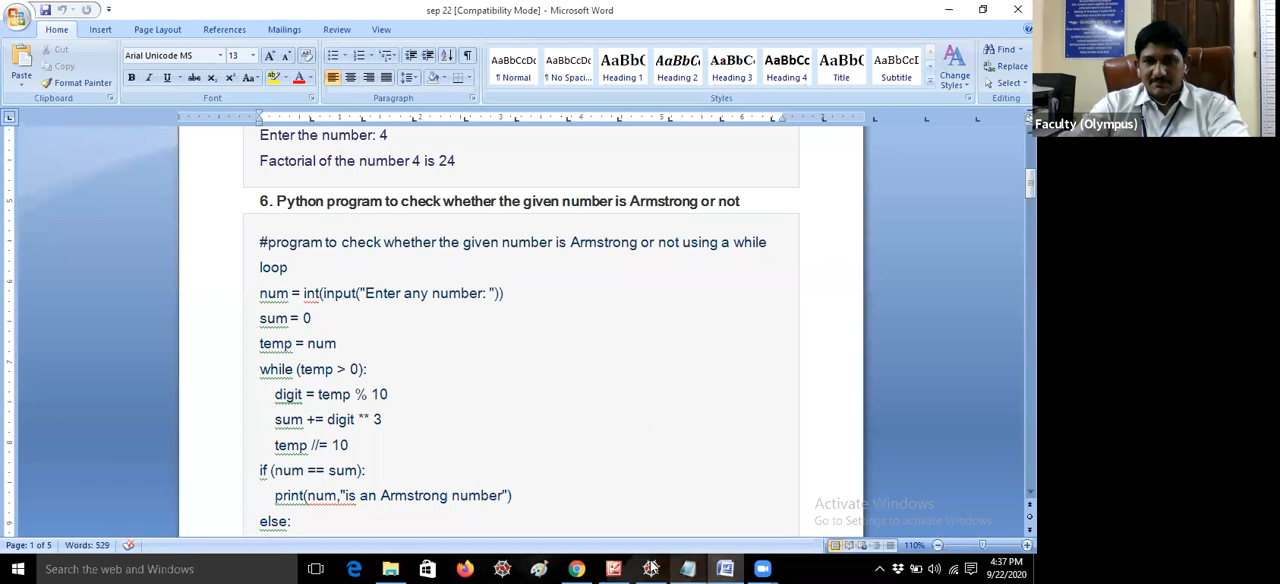 sep 22 [Compatibility Mode] - Microsoft Word
Home Insert Page Layout References Mailings Review View
Paste
Cut
Copy
Format Painter
Clipboard
Arial Unicode MS 13
Font
Paragraph
AaBbCcDc AaBbCcDc AaBbC AaBbCc AaBbCc AaBbCc AaBbC AaBbCcL
¶ Normal ¶ No Spaci... Heading 1 Heading 2 Heading 3 Heading 4 Title Subtitle
Change Styles
Styles
Find
Replace
Select
Editing
Faculty (Olympus)
Enter the number: 4
Factorial of the number 4 is 24
6. Python program to check whether the given number is Armstrong or not
#program to check whether the given number is Armstrong or not using a while
loop
num = int(input("Enter any number: "))
sum = 0
temp = num
while (temp > 0):
digit = temp % 10
sum += digit ** 3
temp //= 10
if (num == sum):
print(num,"is an Armstrong number")
else:
Activate Windows
Go to Settings to activate Windows.
Page: 1 of 5 Words: 529 110%
Search the web and Windows
4:37 PM
9/22/2020